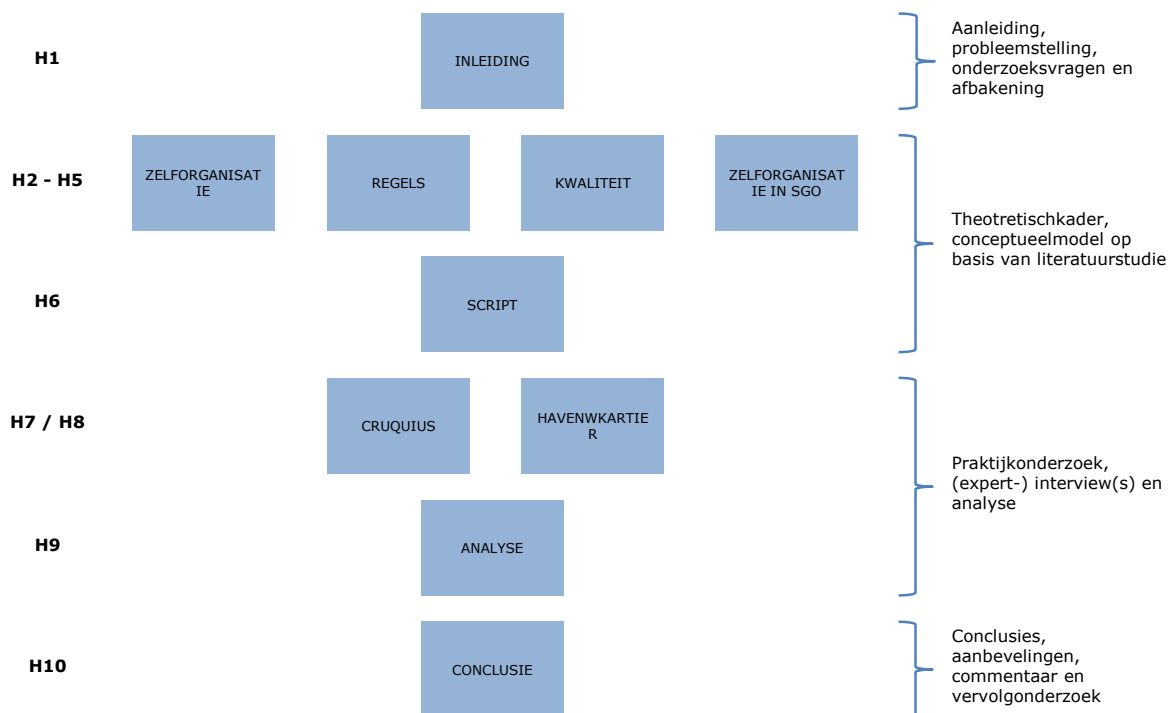 H1
INLEIDING
Aanleiding,
probleemstelling,
onderzoeksvragen en
afbakening
H2 - H5
ZELFORGANISAT
IE
REGELS
KWALITEIT
ZELFORGANISAT
IE IN SGO
Theotretischkader,
conceptueelmodel op
basis van literatuurstudie
H6
SCRIPT
H7 / H8
CRUQUIUS
HAVENWKARTIE
R
Praktijkonderzoek,
(expert-) interview(s) en
analyse
H9
ANALYSE
H10
CONCLUSIE
Conclusies,
aanbevelingen,
commentaar en
vervolgonderzoek